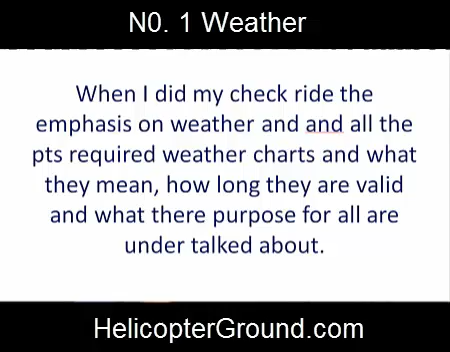 N0. 1 Weather
When I did my check ride the
emphasis on weather and and all the
pts required weather charts and what
they mean, how long they are valid
and what there purpose for all are
under talked about.
HelicopterGround.com